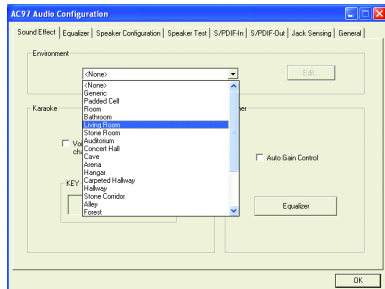 AC97 Audio Configuration
Sound Effect Equalizer Speaker Configuration Speaker Test S/PDIF-In S/PDIF-Out Jack Sensing General
Environment
<None>
Edit...
<None>
Generic
Padded Cell
Room
Bathroom
Living Room
Stone Room
Auditorium
Concert Hall
Cave
Arena
Hangar
Carpeted Hallway
Hallway
Stone Corridor
Alley
Forest
Karaoke
KEY
Auto Gain Control
Equalizer
OK